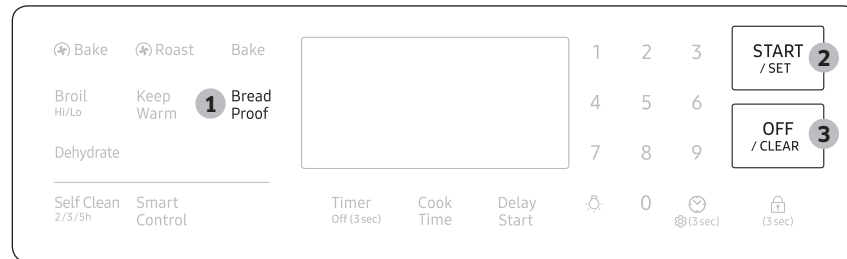 Bake Roast Bake 1 2 3 START
/ SET 2
Broil
Hi/Lo Keep
Warm 1 Bread
Proof 4 5 6
OFF
/ CLEAR 3
Dehydrate 7 8 9
Self Clean
2/3/5h Smart
Control Timer
Off (3 sec) Cook
Time Delay
Start 0 (3 sec) (3 sec)